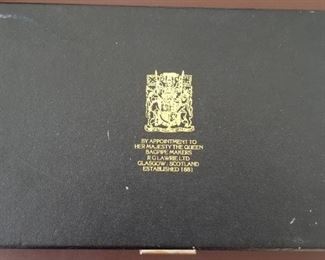 BY APPOINTMENT TO
HER MAJESTY THE QUEEN
BAGPIPE MAKERS
R G LAWRIE LTD
GLASGOW : SCOTLAND
ESTABLISHED 1881